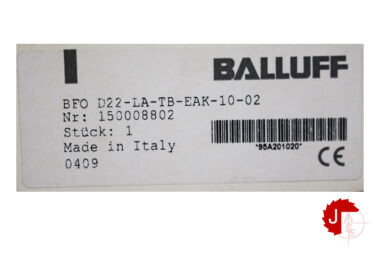 BALLUFF
BFO D22-LA-TB-EAK-10-02
Nr: 150008802
Stück: 1
Made in Italy
0409
*95A201020*
CE
J